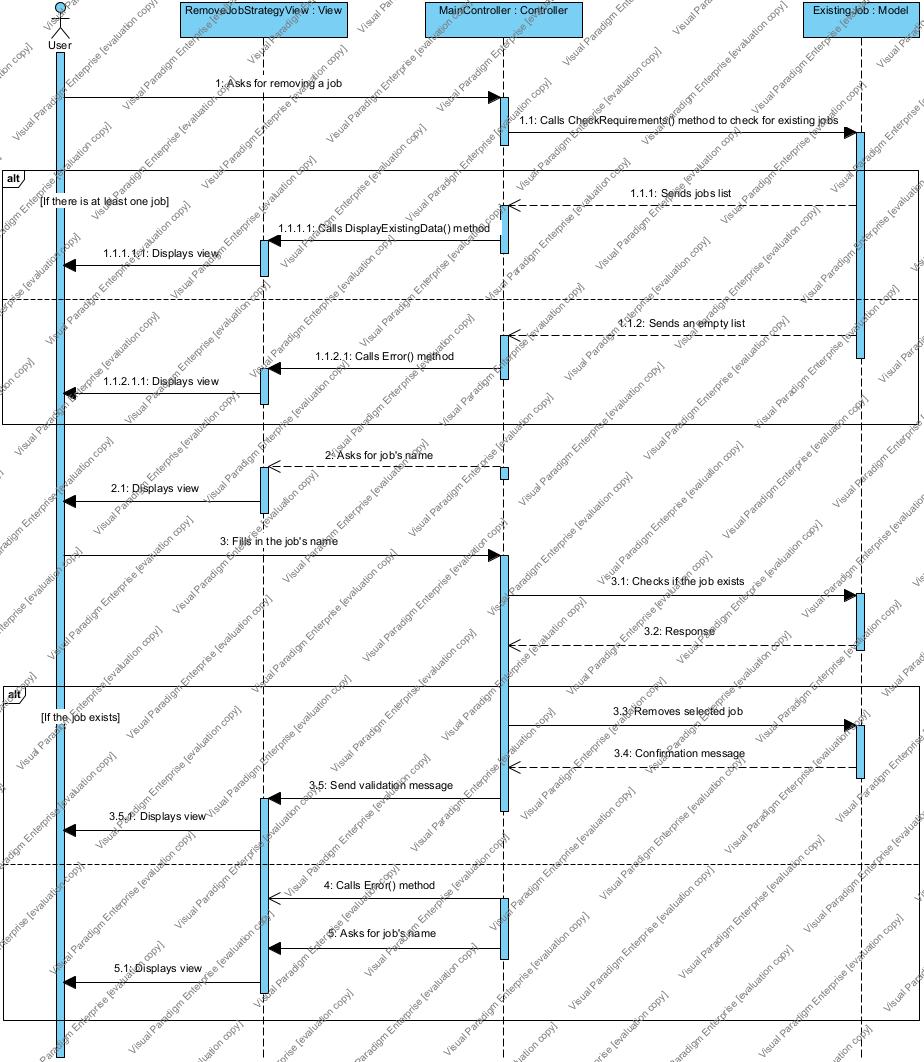 RemoveJobStrategyView : View
MainController : Controller
ExistingJob : Model
User
1: Asks for removing a job
1.1: Calls CheckRequirements() method to check for existing jobs
alt
[If there is at least one job]
1.1.1: Sends jobs list
1.1.1.1: Calls DisplayExistingData() method
1.1.1.1.1: Displays view
1.1.2: Sends an empty list
1.1.2.1: Calls Error() method
1.1.2.1.1: Displays view
2: Asks for job's name
2.1: Displays view
3: Fills in the job's name
3.1: Checks if the job exists
3.2: Response
alt
[If the job exists]
3.3: Removes selected job
3.4: Confirmation message
3.5: Send validation message
3.5.1: Displays view
4: Calls Error() method
5: Asks for job's name
5.1: Displays view
Visual Paradigm Enterprise [evaluation copy]